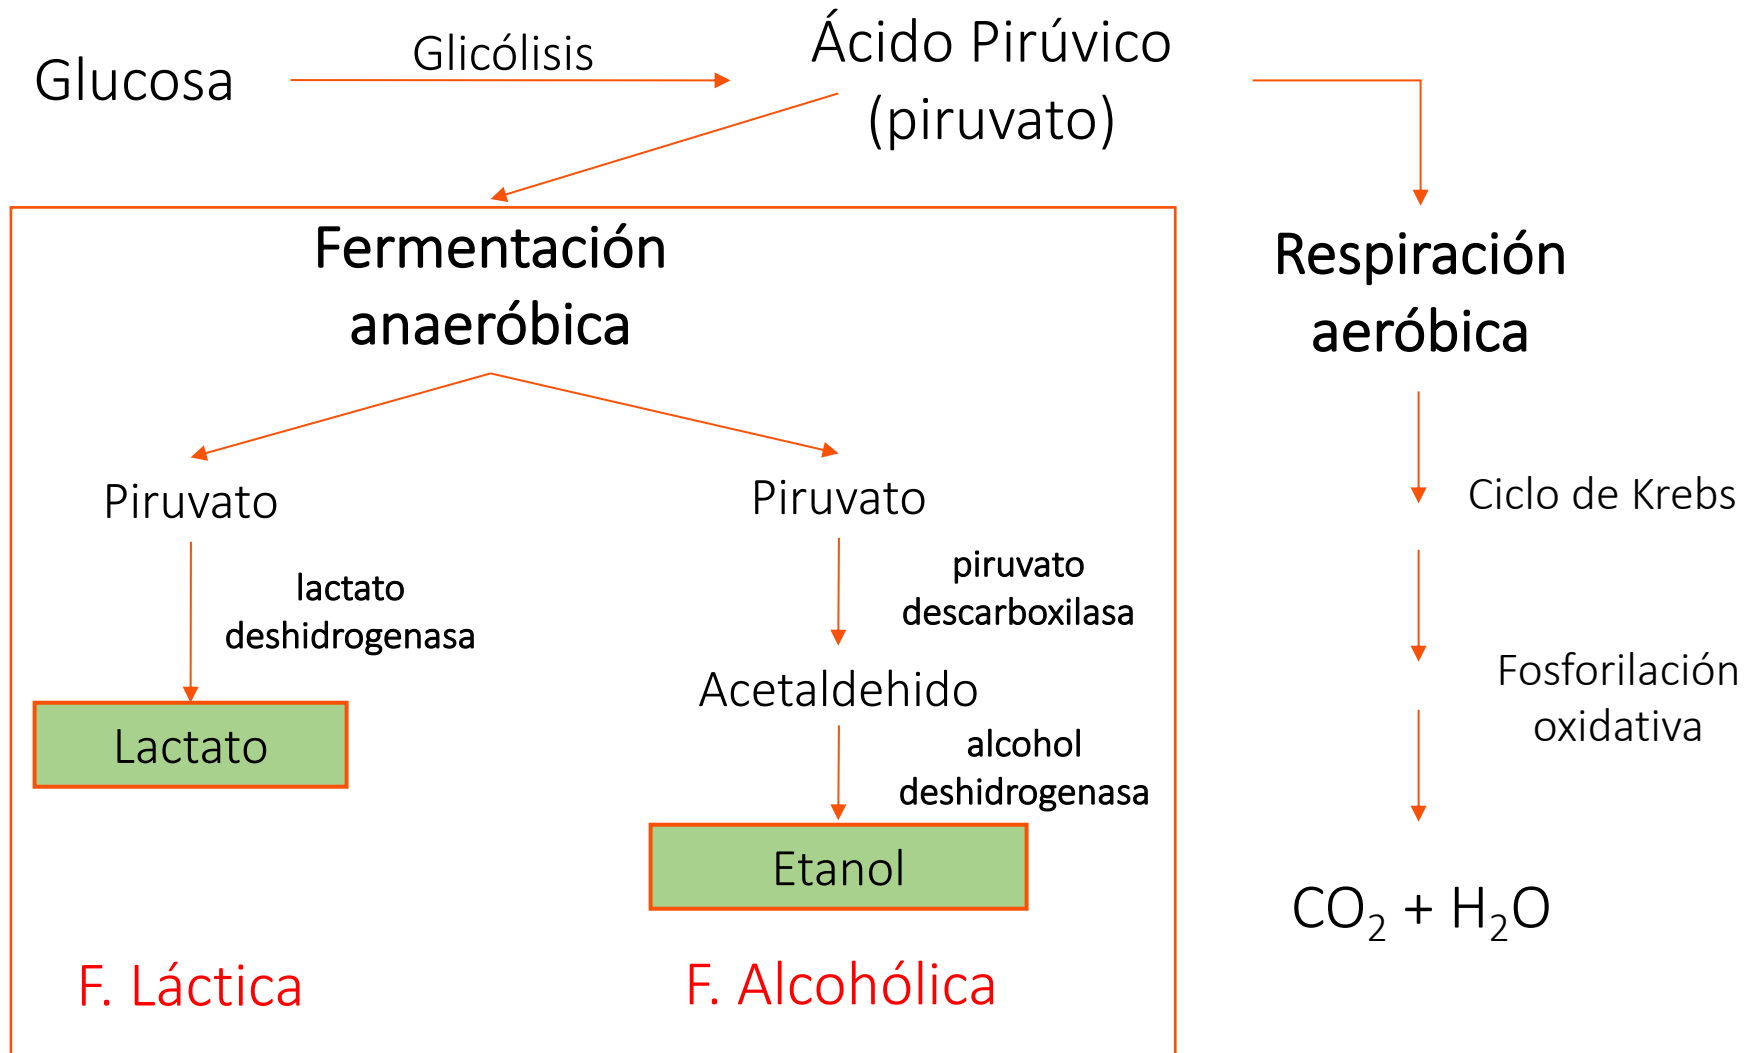 Glucosa
Glicólisis
Ácido Pirúvico
(piruvato)
Fermentación
anaeróbica
Respiración
aeróbica
Piruvato
lactato
deshidrogenasa
Lactato
F. Láctica
Piruvato
piruvato
descarboxilasa
Acetaldehido
alcohol
deshidrogenasa
Etanol
F. Alcohólica
Ciclo de Krebs
Fosforilación
oxidativa
CO₂ + H₂O